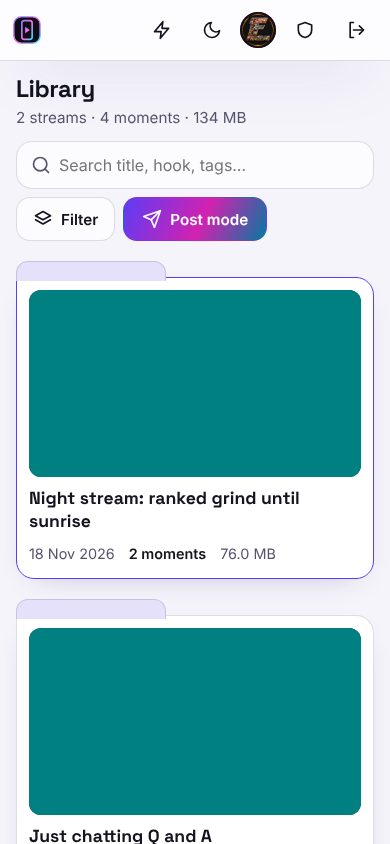 Library
2 streams · 4 moments · 134 MB
Search title, hook, tags...
Filter
Post mode
Night stream: ranked grind until
sunrise
18 Nov 2026 2 moments 76.0 MB
Just chatting Q and A